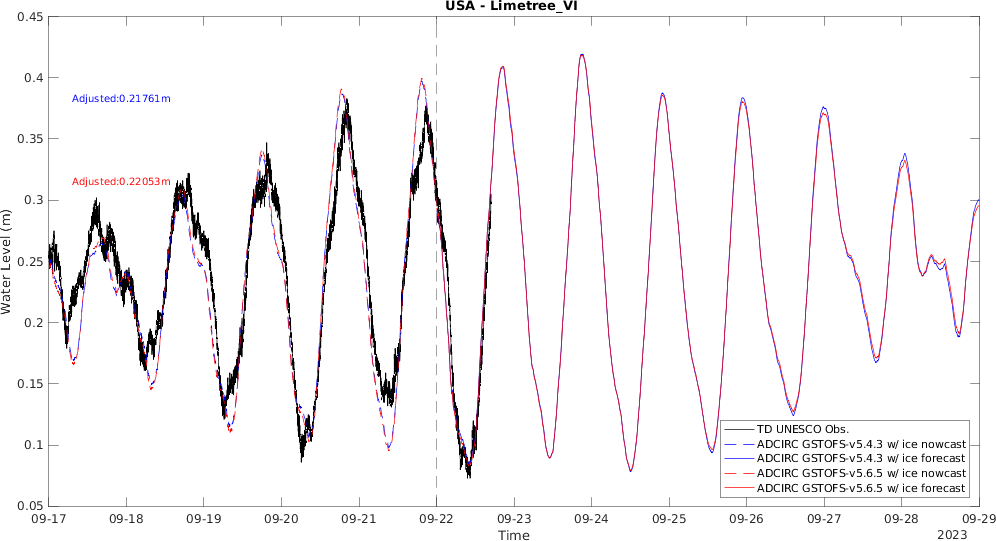 USA - Limetree_VI
0.45
0.4
0.35
0.3
0.25
0.2
0.15
0.1
0.05
Water Level (m)
Adjusted:0.21761m
Adjusted:0.22053m
TD UNESCO Obs.
ADCIRC GSTOFS-v5.4.3 w/ ice nowcast
ADCIRC GSTOFS-v5.4.3 w/ ice forecast
ADCIRC GSTOFS-v5.6.5 w/ ice nowcast
ADCIRC GSTOFS-v5.6.5 w/ ice forecast
09-17 09-18 09-19 09-20 09-21 09-22 09-23 09-24 09-25 09-26 09-27 09-28 09-29
Time
2023